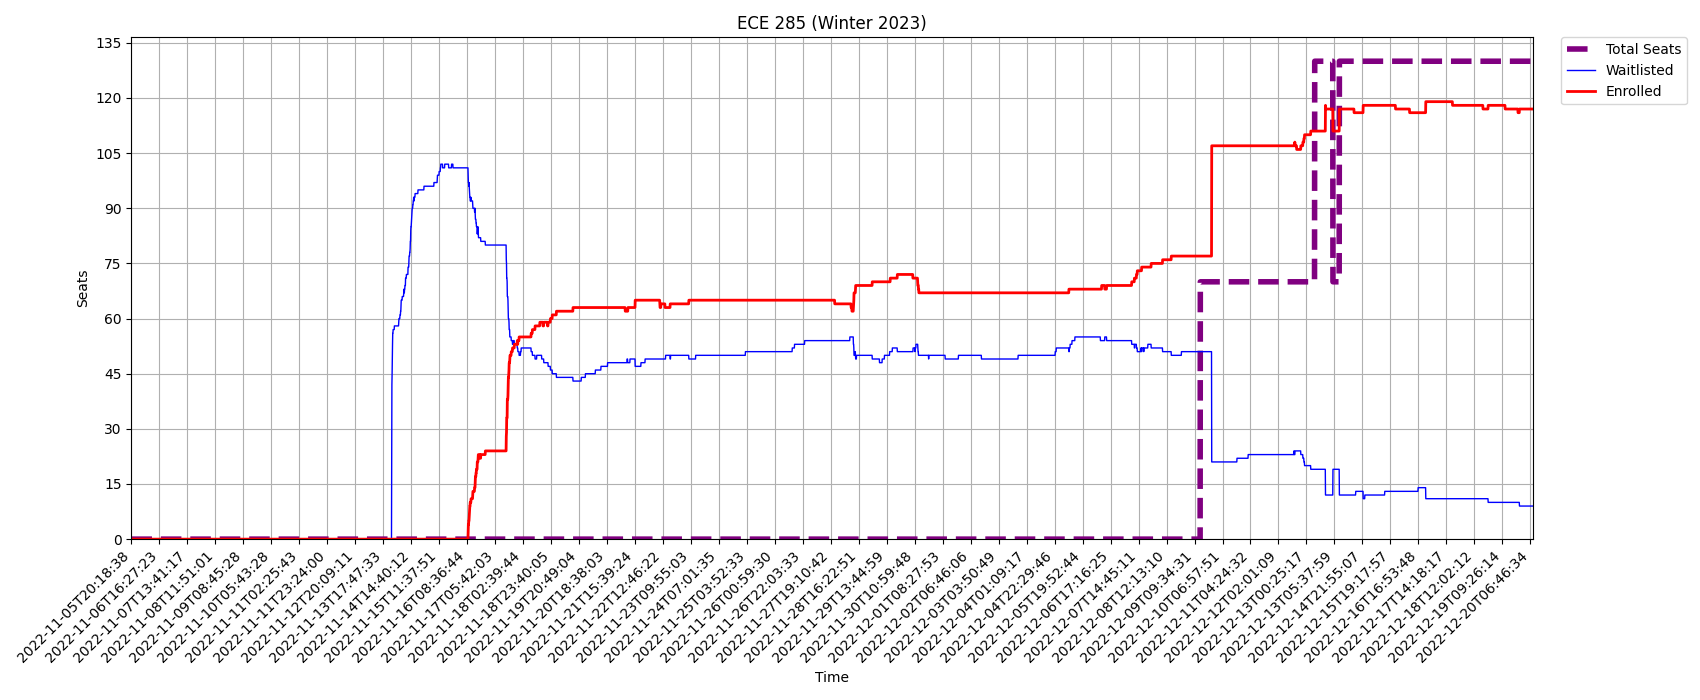 ECE 285 (Winter 2023)
Total Seats
Waitlisted
Enrolled
Seats
135
120
105
90
75
60
45
30
15
0
2022-11-05T20:18:38
2022-11-06T16:27:23
2022-11-07T13:41:17
2022-11-08T11:51:01
2022-11-09T08:45:28
2022-11-10T05:43:28
2022-11-11T02:25:43
2022-11-11T23:24:00
2022-11-12T20:09:11
2022-11-13T17:47:33
2022-11-14T14:40:12
2022-11-15T11:37:51
2022-11-16T08:36:44
2022-11-17T05:42:03
2022-11-18T02:39:44
2022-11-18T23:40:05
2022-11-19T20:49:04
2022-11-20T18:38:03
2022-11-21T15:39:24
2022-11-22T12:46:22
2022-11-23T09:55:03
2022-11-24T07:01:35
2022-11-25T03:52:33
2022-11-26T00:59:30
2022-11-26T22:03:33
2022-11-27T19:10:42
2022-11-28T16:22:51
2022-11-29T13:44:59
2022-11-30T10:59:48
2022-12-01T08:27:53
2022-12-02T06:46:06
2022-12-03T03:50:49
2022-12-04T01:09:17
2022-12-04T22:29:46
2022-12-05T19:52:44
2022-12-06T17:16:25
2022-12-07T14:45:11
2022-12-08T12:13:10
2022-12-09T09:34:31
2022-12-10T06:57:51
2022-12-11T04:24:32
2022-12-12T02:01:09
2022-12-13T00:25:17
2022-12-13T05:37:59
2022-12-14T21:55:07
2022-12-15T19:17:57
2022-12-16T16:53:48
2022-12-17T14:18:17
2022-12-18T12:02:12
2022-12-19T09:26:14
2022-12-20T06:46:34
Time